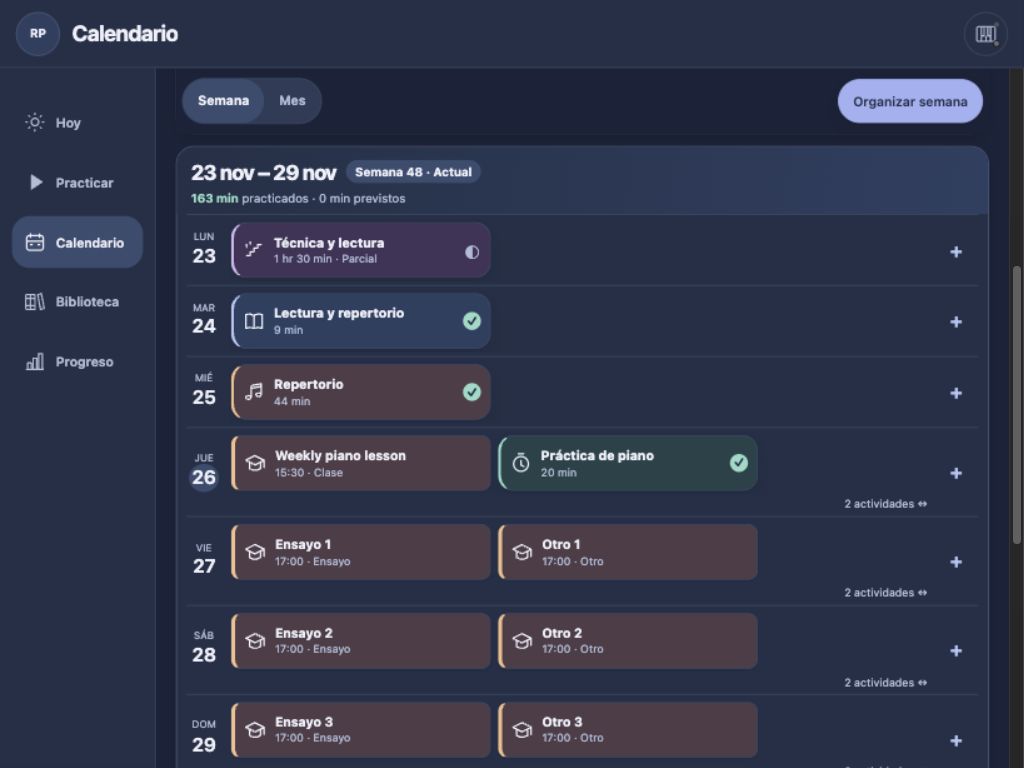 RP
Calendario
Hoy
Practicar
Calendario
Biblioteca
Progreso
Semana
Mes
Organizar semana
23 nov – 29 nov
Semana 48 · Actual
163 min practicados · 0 min previstos
LUN
23
Técnica y lectura
1 hr 30 min · Parcial
+
MAR
24
Lectura y repertorio
9 min
+
MIÉ
25
Repertorio
44 min
+
JUE
26
Weekly piano lesson
15:30 · Clase
Práctica de piano
20 min
+
2 actividades ⇔
VIE
27
Ensayo 1
17:00 · Ensayo
Otro 1
17:00 · Otro
+
2 actividades ⇔
SÁB
28
Ensayo 2
17:00 · Ensayo
Otro 2
17:00 · Otro
+
2 actividades ⇔
DOM
29
Ensayo 3
17:00 · Ensayo
Otro 3
17:00 · Otro
+